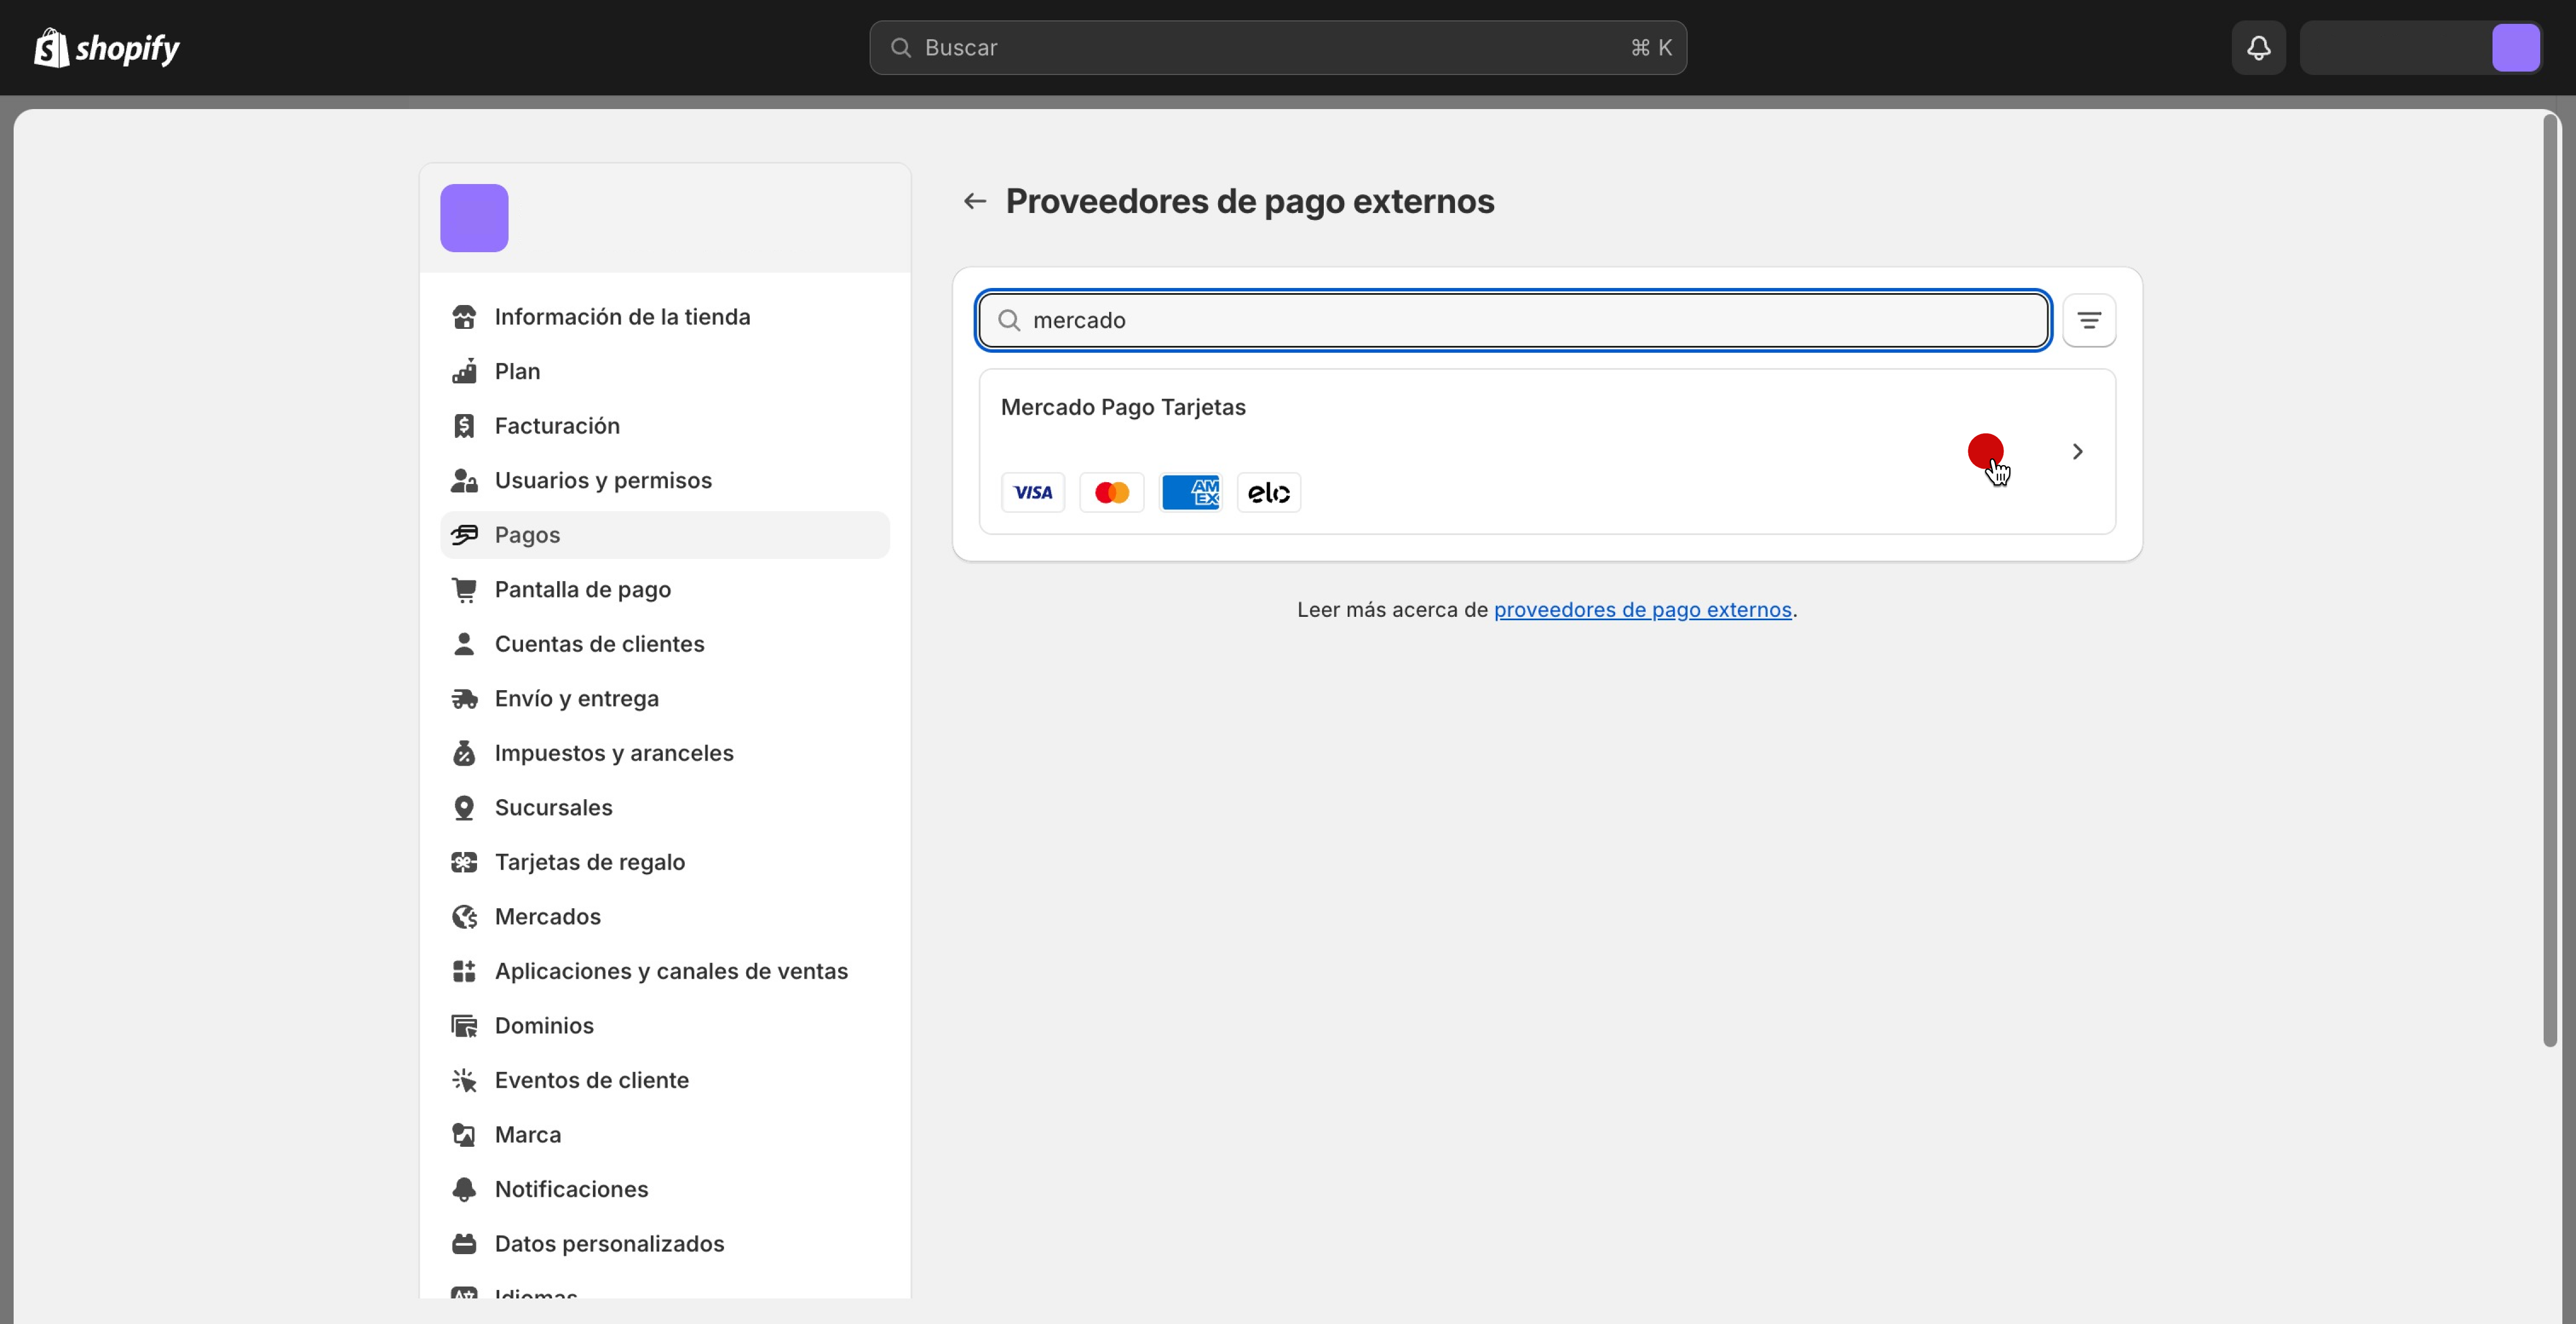 shopify
Buscar
⌘ K
Información de la tienda
Plan
Facturación
Usuarios y permisos
Pagos
Pantalla de pago
Cuentas de clientes
Envío y entrega
Impuestos y aranceles
Sucursales
Tarjetas de regalo
Mercados
Aplicaciones y canales de ventas
Dominios
Eventos de cliente
Marca
Notificaciones
Datos personalizados
Idiomas
Proveedores de pago externos
mercado
Mercado Pago Tarjetas
VISA
AM
EX
elo
Leer más acerca de proveedores de pago externos.